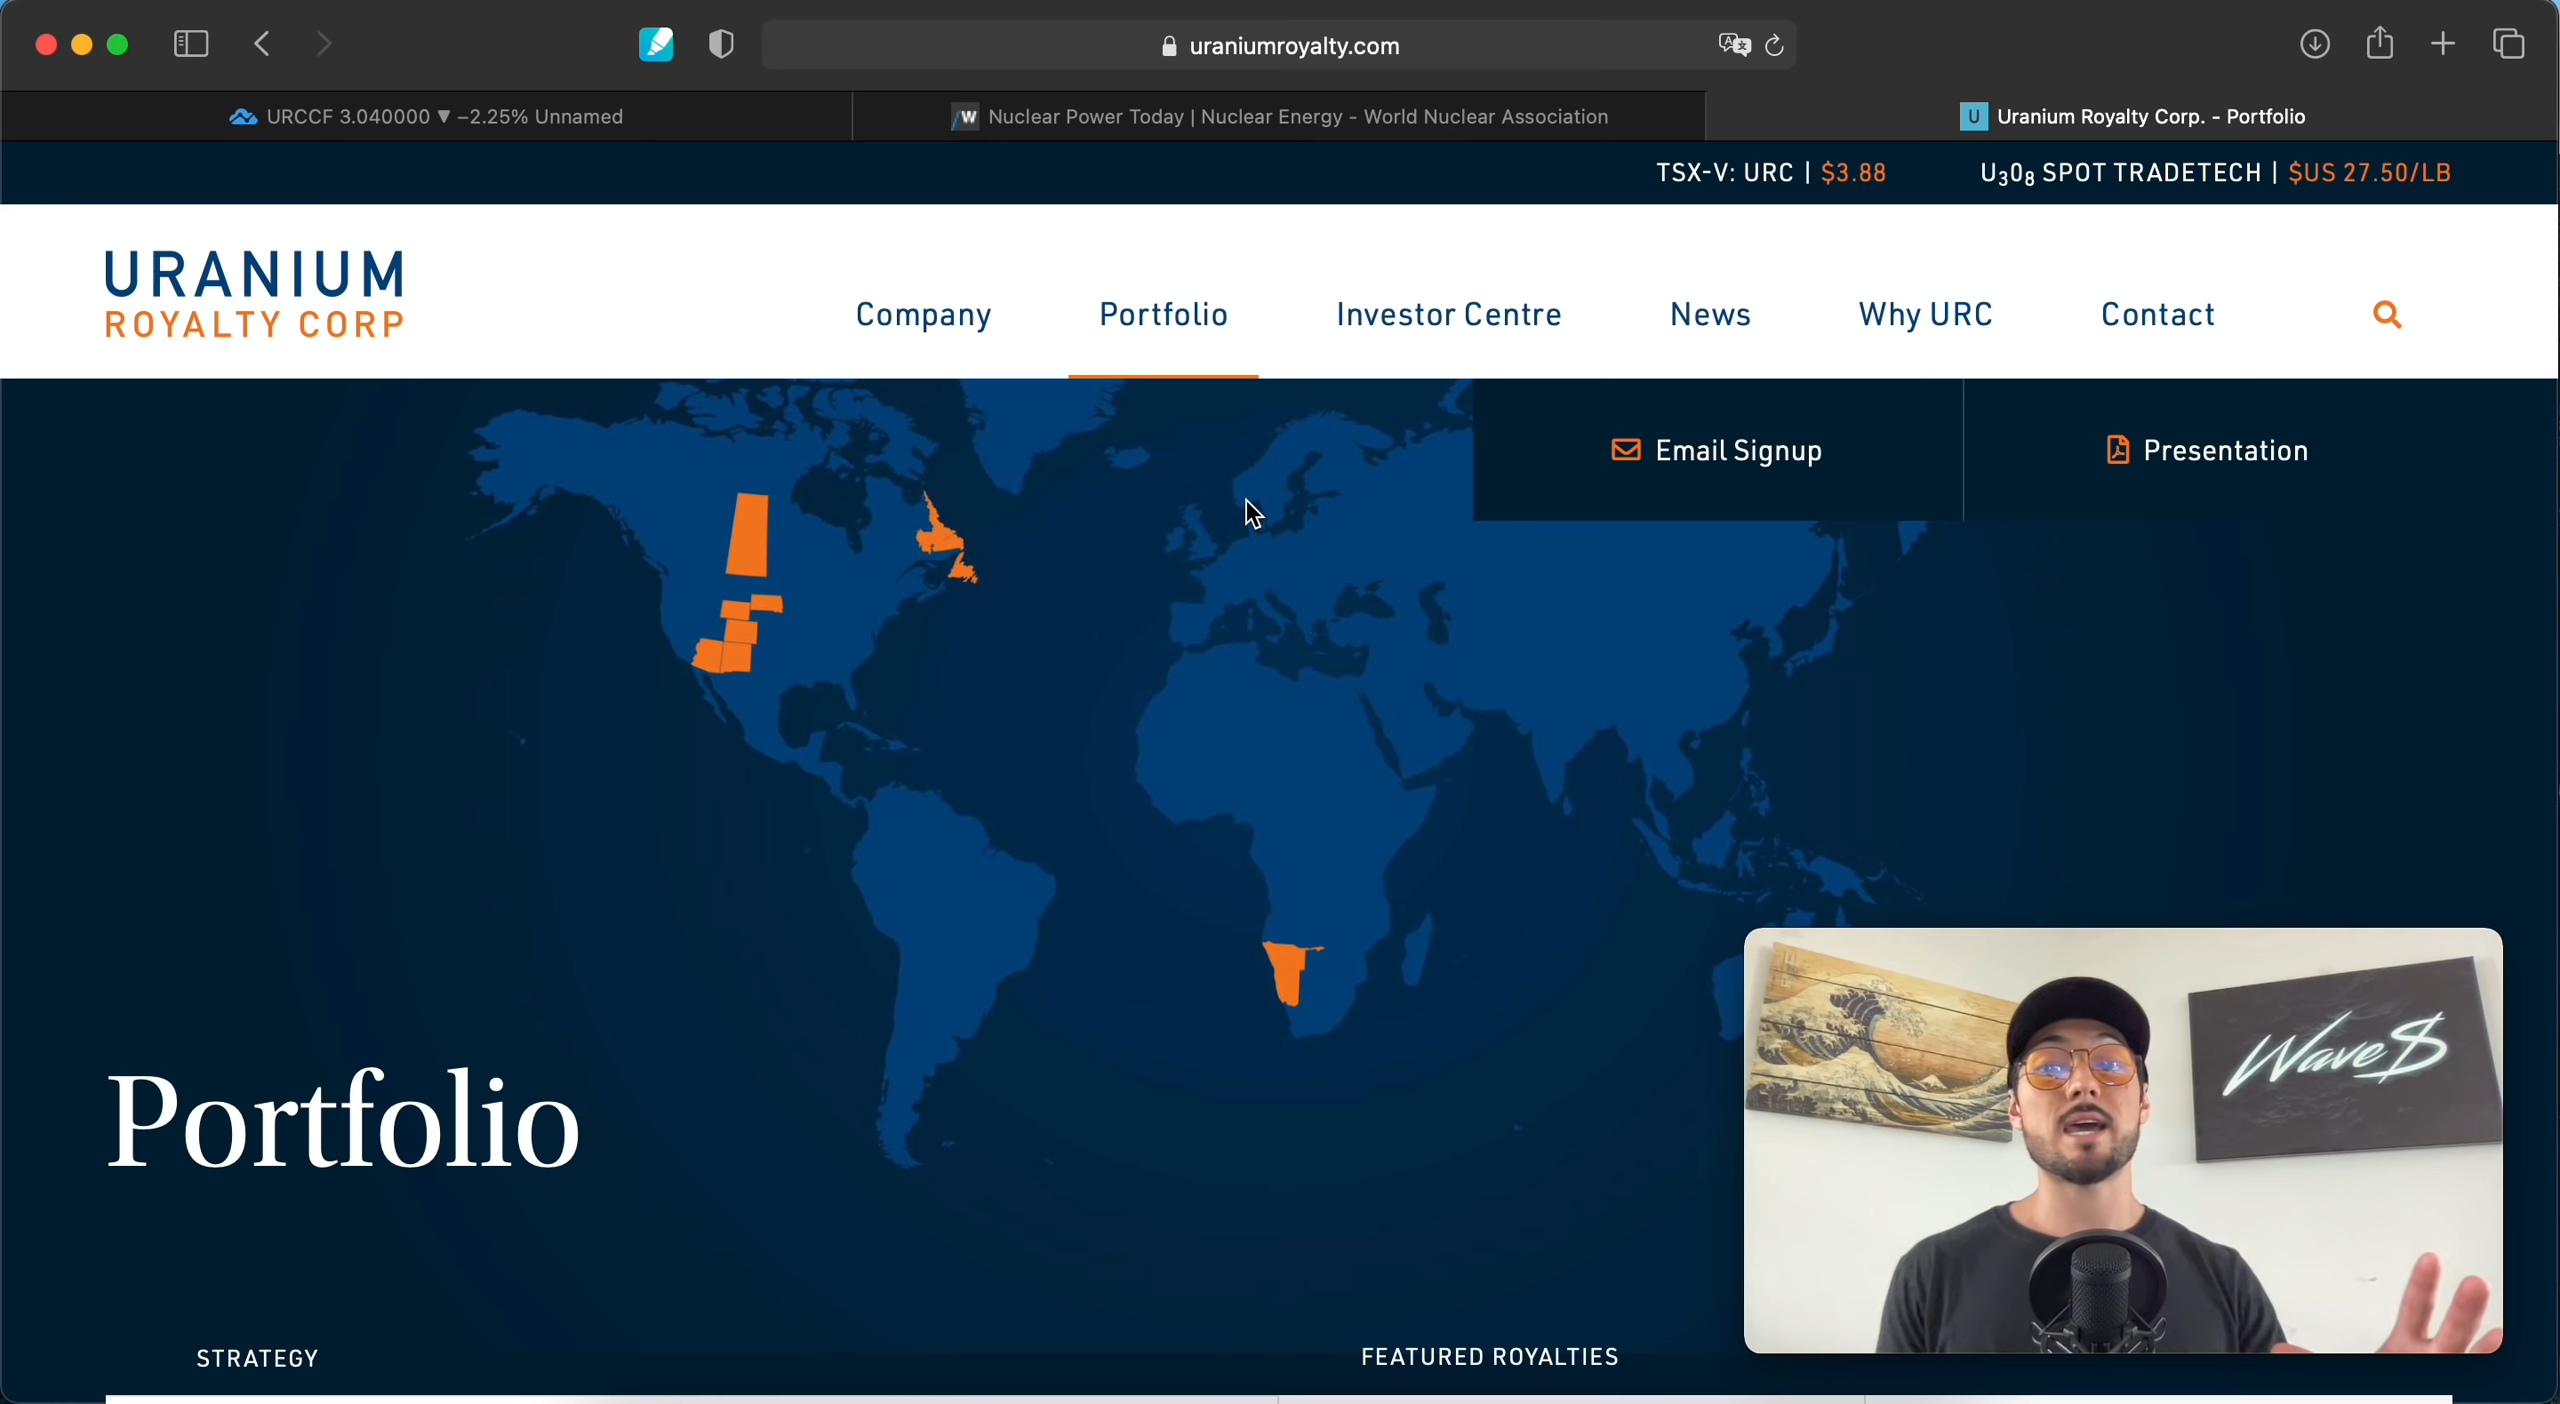 uraniumroyalty.com
URCCF 3.040000 ▼ −2.25% Unnamed
Nuclear Power Today | Nuclear Energy - World Nuclear Association
U
Uranium Royalty Corp. - Portfolio
TSX-V: URC | $3.88
U₃O₈ SPOT TRADETECH | $US 27.50/LB
URANIUM
ROYALTY CORP
Company
Portfolio
Investor Centre
News
Why URC
Contact
Email Signup
Presentation
Portfolio
Wave$
STRATEGY
FEATURED ROYALTIES